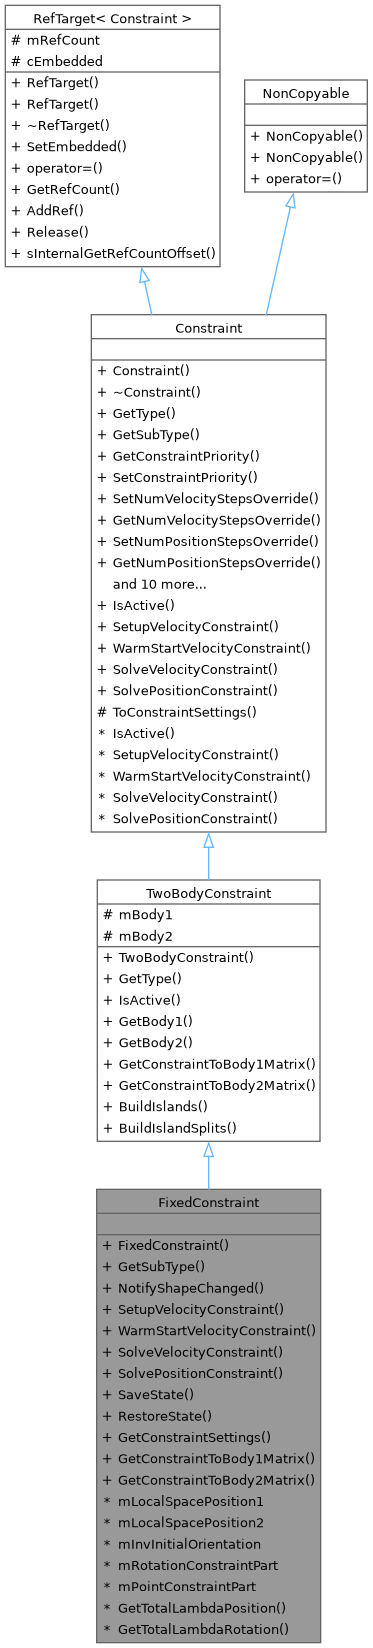 RefTarget< Constraint >
# mRefCount
# cEmbedded
+ RefTarget()
+ RefTarget()
+ ~RefTarget()
+ SetEmbedded()
+ operator=()
+ GetRefCount()
+ AddRef()
+ Release()
+ sInternalGetRefCountOffset()
NonCopyable
+ NonCopyable()
+ NonCopyable()
+ operator=()
Constraint
+ Constraint()
+ ~Constraint()
+ GetType()
+ GetSubType()
+ GetConstraintPriority()
+ SetConstraintPriority()
+ SetNumVelocityStepsOverride()
+ GetNumVelocityStepsOverride()
+ SetNumPositionStepsOverride()
+ GetNumPositionStepsOverride()
and 10 more...
+ IsActive()
+ SetupVelocityConstraint()
+ WarmStartVelocityConstraint()
+ SolveVelocityConstraint()
+ SolvePositionConstraint()
# ToConstraintSettings()
* IsActive()
* SetupVelocityConstraint()
* WarmStartVelocityConstraint()
* SolveVelocityConstraint()
* SolvePositionConstraint()
TwoBodyConstraint
# mBody1
# mBody2
+ TwoBodyConstraint()
+ GetType()
+ IsActive()
+ GetBody1()
+ GetBody2()
+ GetConstraintToBody1Matrix()
+ GetConstraintToBody2Matrix()
+ BuildIslands()
+ BuildIslandSplits()
FixedConstraint
+ FixedConstraint()
+ GetSubType()
+ NotifyShapeChanged()
+ SetupVelocityConstraint()
+ WarmStartVelocityConstraint()
+ SolveVelocityConstraint()
+ SolvePositionConstraint()
+ SaveState()
+ RestoreState()
+ GetConstraintSettings()
+ GetConstraintToBody1Matrix()
+ GetConstraintToBody2Matrix()
* mLocalSpacePosition1
* mLocalSpacePosition2
* mInvInitialOrientation
* mRotationConstraintPart
* mPointConstraintPart
* GetTotalLambdaPosition()
* GetTotalLambdaRotation()